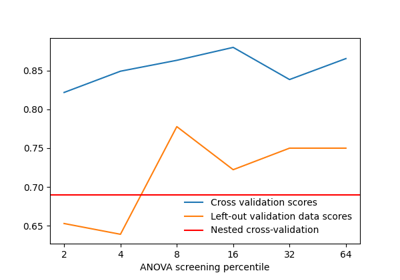 0.85
0.80
0.75
0.70
0.65
Cross validation scores
Left-out validation data scores
Nested cross-validation
2 4 8 16 32 64
ANOVA screening percentile